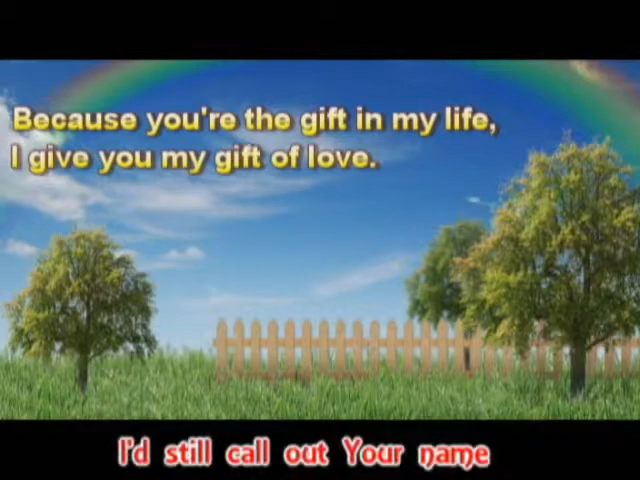 Because you're the gift in my life,
I give you my gift of love.
I'd still call out Your name